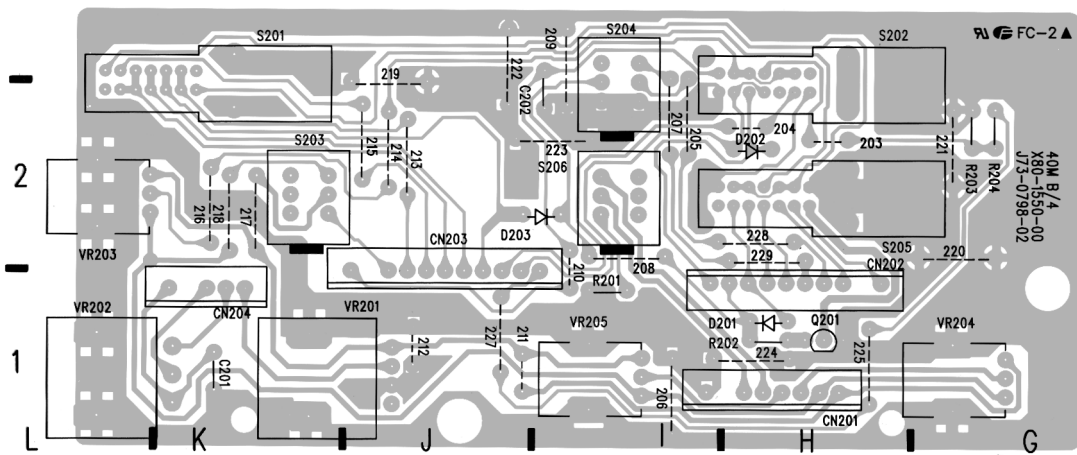 S201
S204
S202
FC-2
209
222
219
C202
207
205
D202
204
203
221
R203
R204
40M B/4
X80-1550-00
J73-0798-02
2
S203
215
214
213
223
S206
216
218
217
VR203
D203
CN203
210
208
R201
228
229
S205
CN202
220
VR202
CN204
VR201
227
211
VR205
D201
Q201
R202
224
225
VR204
1
C201
212
206
CN201
L
K
J
I
H
G